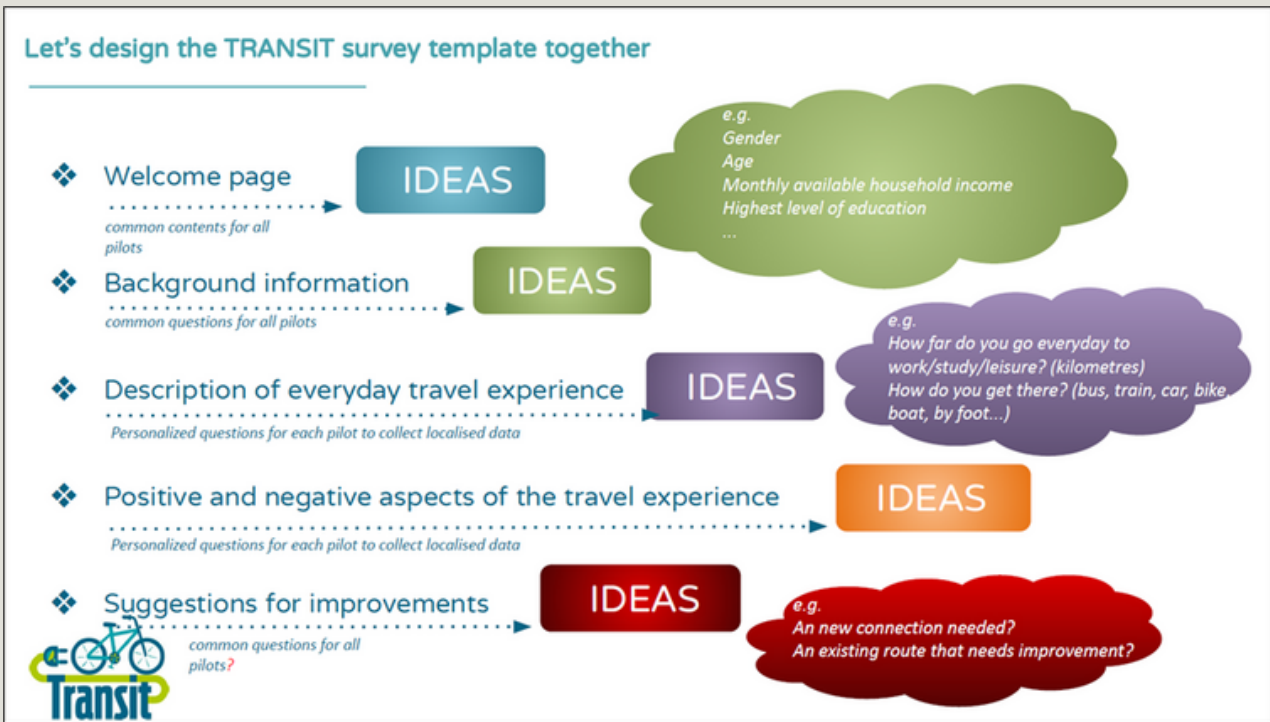 Let's design the TRANSIT survey template together
Welcome page
IDEAS
common contents for all
pilots
e.g.
Gender
Age
Monthly available household income
Highest level of education
...
Background information
IDEAS
common questions for all pilots
Description of everyday travel experience
IDEAS
Personalized questions for each pilot to collect localised data
e.g.
How far do you go everyday to
work/study/leisure? (kilometres)
How do you get there? (bus, train, car, bike,
boat, by foot...)
Positive and negative aspects of the travel experience
IDEAS
Personalized questions for each pilot to collect localised data
Suggestions for improvements
IDEAS
common questions for all
pilots?
e.g.
An new connection needed?
An existing route that needs improvement?
Transit